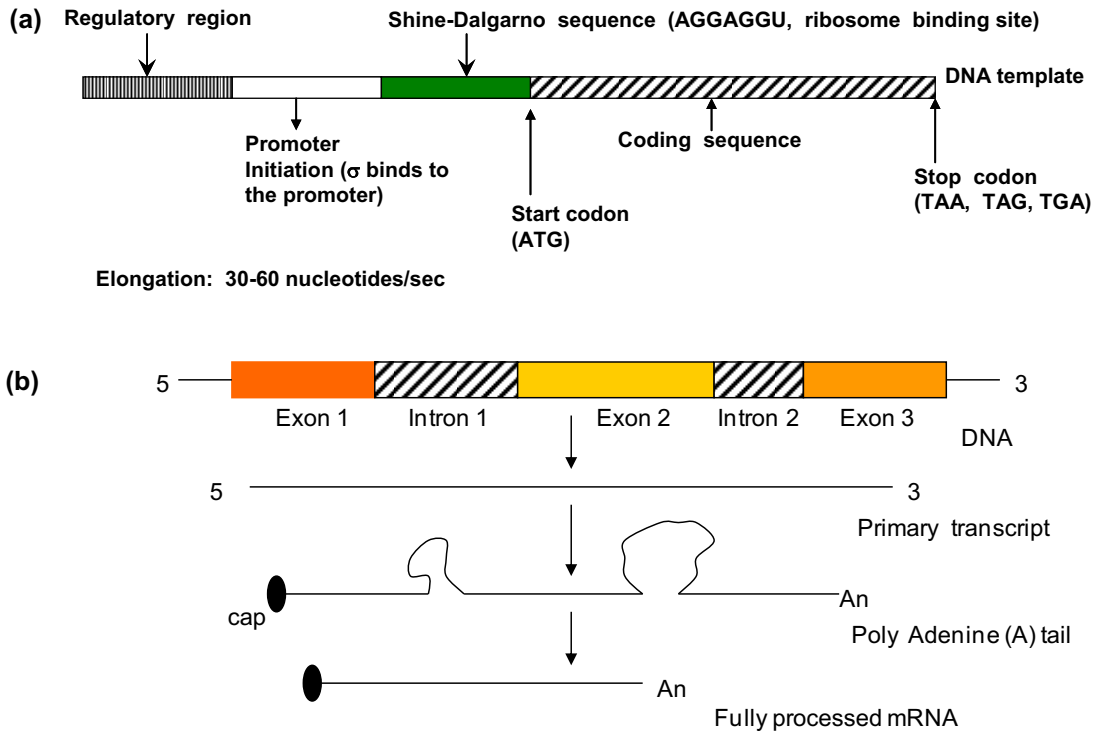 (a)
Regulatory region
Shine-Dalgarno sequence (AGGAGGU, ribosome binding site)
DNA template
Promoter
Initiation (σ binds to
the promoter)
Coding sequence
Start codon
(ATG)
Stop codon
(TAA, TAG, TGA)
Elongation: 30-60 nucleotides/sec
(b)
5
3
Exon 1
Intron 1
Exon 2
Intron 2
Exon 3
DNA
5
3
Primary transcript
cap
An
Poly Adenine (A) tail
An
Fully processed mRNA